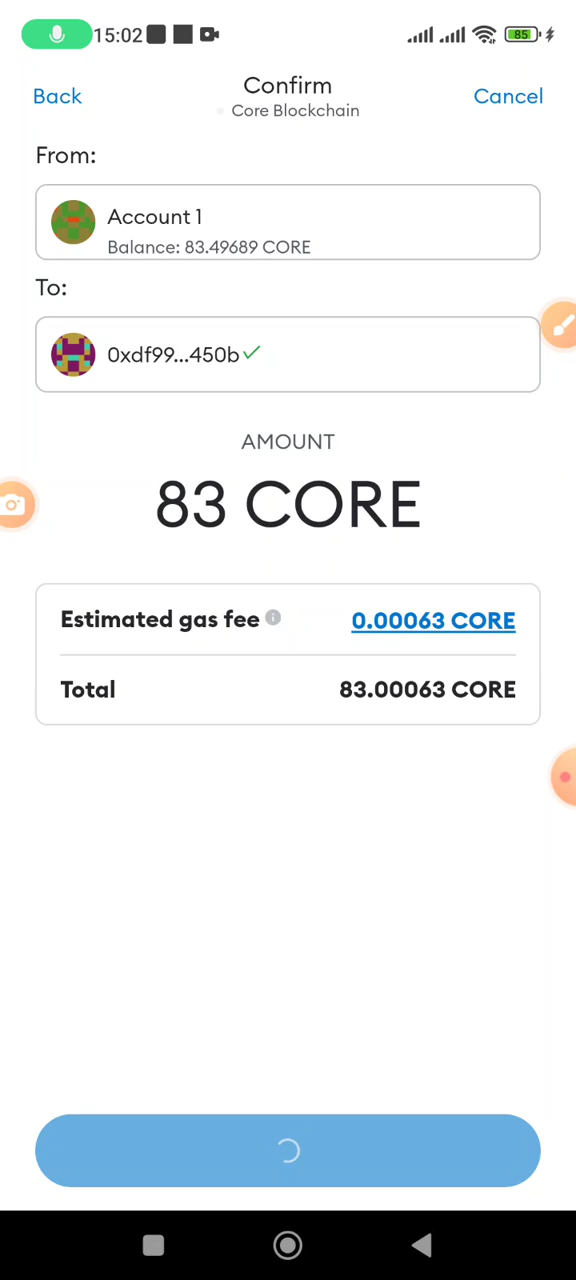 15:02
85
Back
Confirm
Cancel
Core Blockchain
From:
Account 1
Balance: 83.49689 CORE
To:
0xdf99...450b
AMOUNT
83 CORE
Estimated gas fee
0.00063 CORE
Total
83.00063 CORE